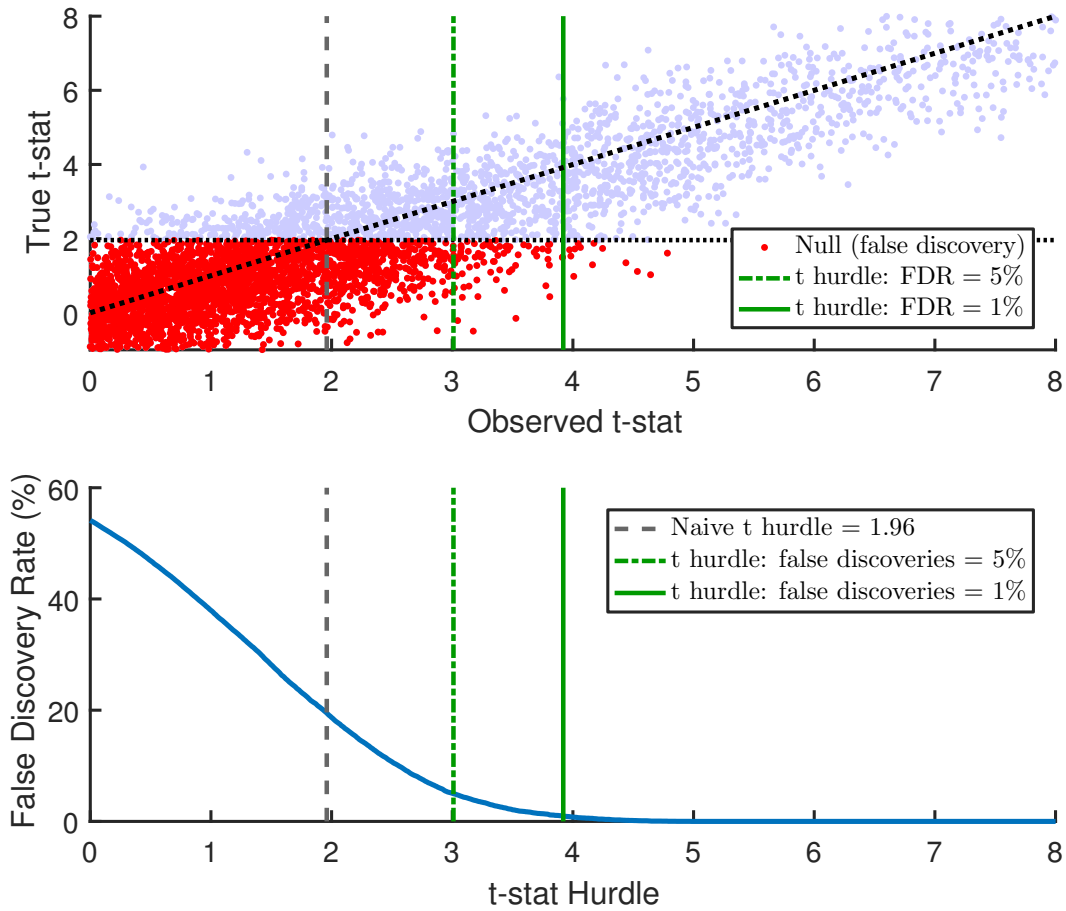 8
6
4
2
0
True t-stat
Null (false discovery)
t hurdle: FDR = 5%
t hurdle: FDR = 1%
0 1 2 3 4 5 6 7 8
Observed t-stat
60
40
20
0
False Discovery Rate (%)
Naive t hurdle = 1.96
t hurdle: false discoveries = 5%
t hurdle: false discoveries = 1%
0 1 2 3 4 5 6 7 8
t-stat Hurdle